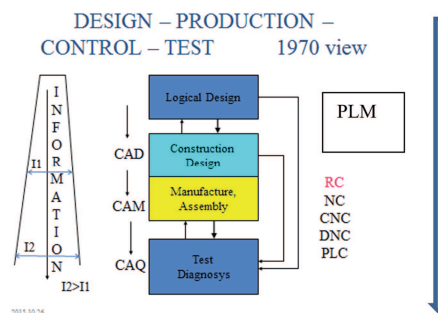 DESIGN – PRODUCTION –
CONTROL – TEST 1970 view
INFORMATION
I1
I2
I2>I1
CAD
CAM
CAQ
Logical Design
Construction
Design
Manufacture,
Assembly
Test
Diagnosys
PLM
RC
NC
CNC
DNC
PLC